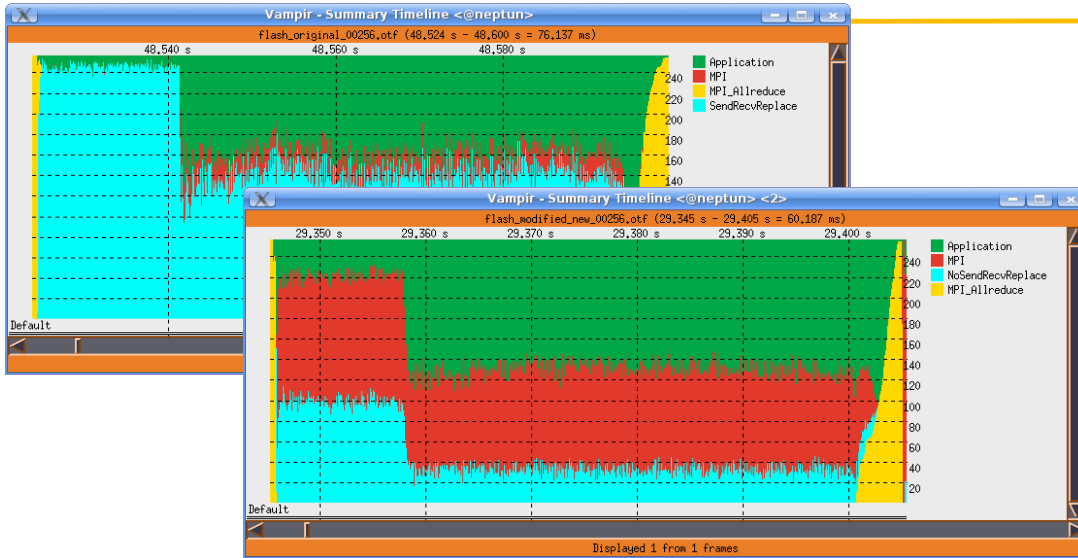 Vampir - Summary Timeline <@neptun>
flash_original_00256.otf (48.524 s - 48.600 s = 76.137 ms)
48.540 s 48.560 s 48.580 s
Application
MPI
MPI_Allreduce
SendRecvReplace
240
220
200
180
160
140
Default
Vampir - Summary Timeline <@neptun> <2>
flash_modified_new_00256.otf (29.345 s - 29.405 s = 60.187 ms)
29.350 s 29.360 s 29.370 s 29.380 s 29.390 s 29.400 s
Application
MPI
NoSendRecvReplace
MPI_Allreduce
240
220
200
180
160
140
120
100
80
60
40
20
Default
Displayed 1 from 1 frames